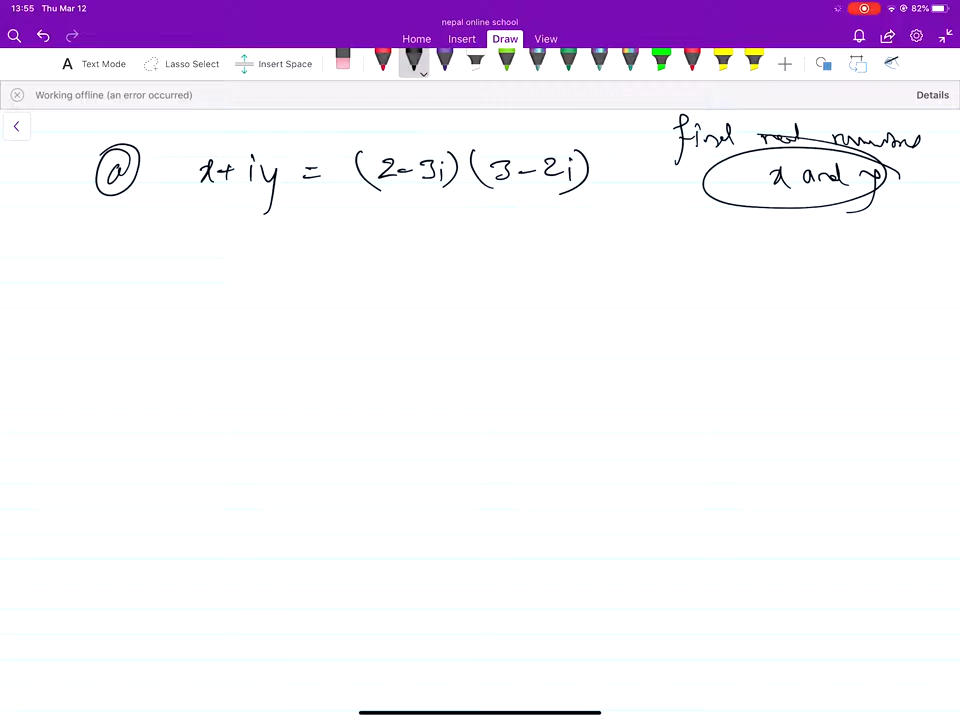 13:55 Thu Mar 12
82%
nepal online school
Home Insert Draw View
A Text Mode Lasso Select Insert Space
Working offline (an error occurred) Details
find real numbers
ⓐ x + iy = (2-3i)(3-2i) x and y